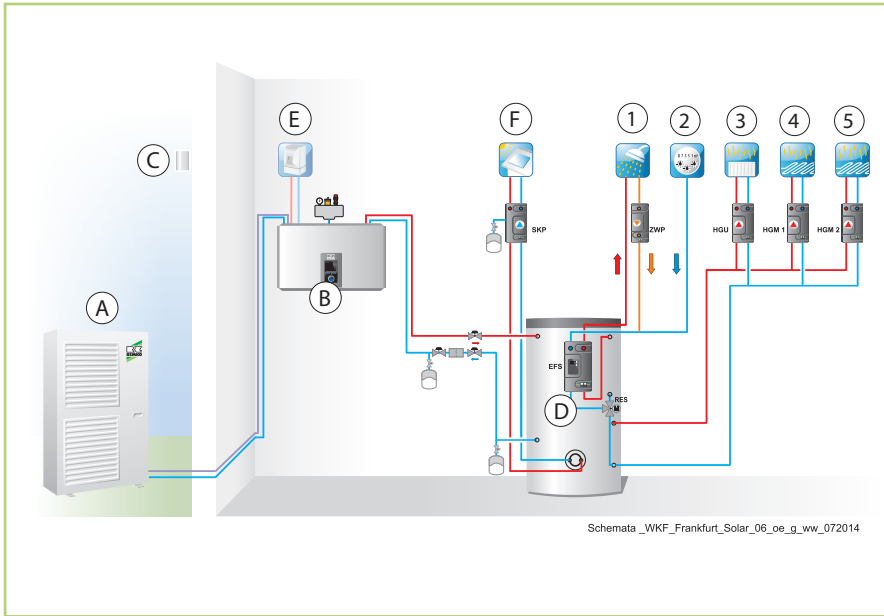 E
F
1
2
3
4
5
C
SKP
ZWP
HGU
HGM 1
HGM 2
B
A
EFS
D
RES
M
Schemata _WKF_Frankfurt_Solar_06_oe_g_ww_072014